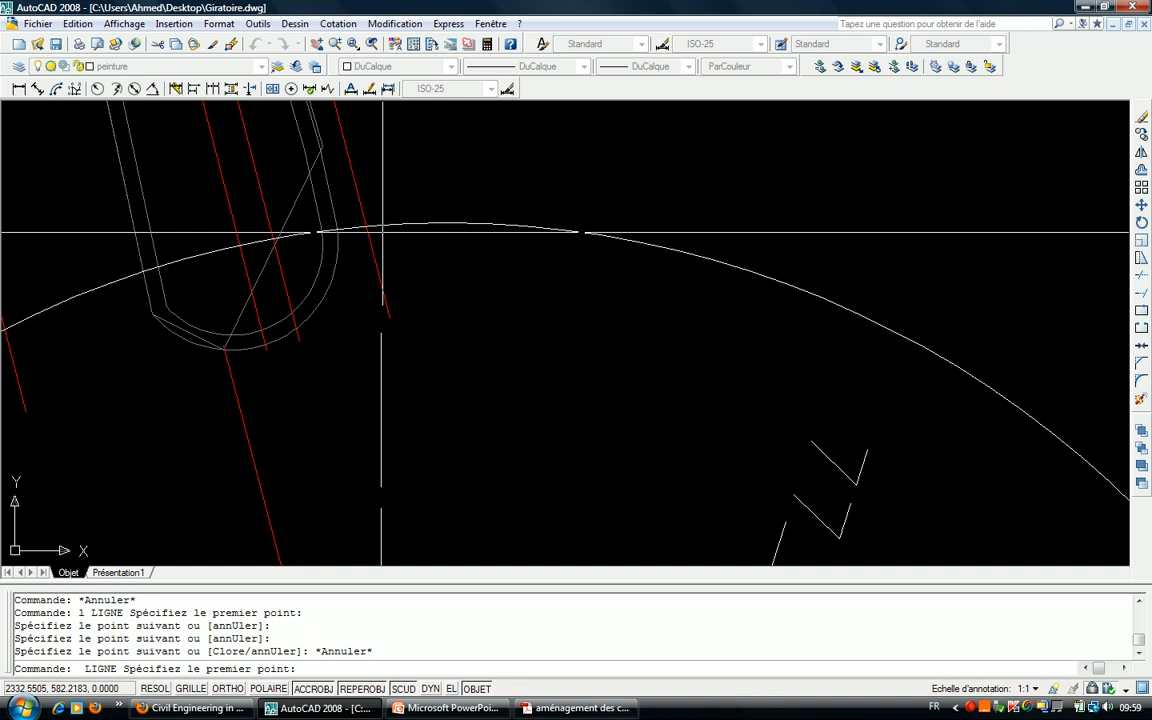 AutoCAD 2008 - [C:\Users\Ahmed\Desktop\Giratoire.dwg]
Fichier Edition Affichage Insertion Format Outils Dessin Cotation Modification Express Fenêtre ? Tapez une question pour obtenir de l'aide
Standard ISO-25 Standard Standard
peinture DuCalque DuCalque DuCalque ParCouleur
ISO-25
Y
X
Objet Présentation1
Commande: *Annuler*
Commande: l LIGNE Spécifiez le premier point:
Spécifiez le point suivant ou [annUler]:
Spécifiez le point suivant ou [annUler]:
Spécifiez le point suivant ou [Clore/annUler]: *Annuler*
Commande: LIGNE Spécifiez le premier point:
2332.5505, 582.2183, 0.0000 RESOL GRILLE ORTHO POLAIRE ACCROBJ REPEROBJ SCUD DYN EL OBJET Echelle d'annotation: 1:1
Civil Engineering in ... AutoCAD 2008 - [C:... Microsoft PowerPoi... aménagement des c... FR 09:59